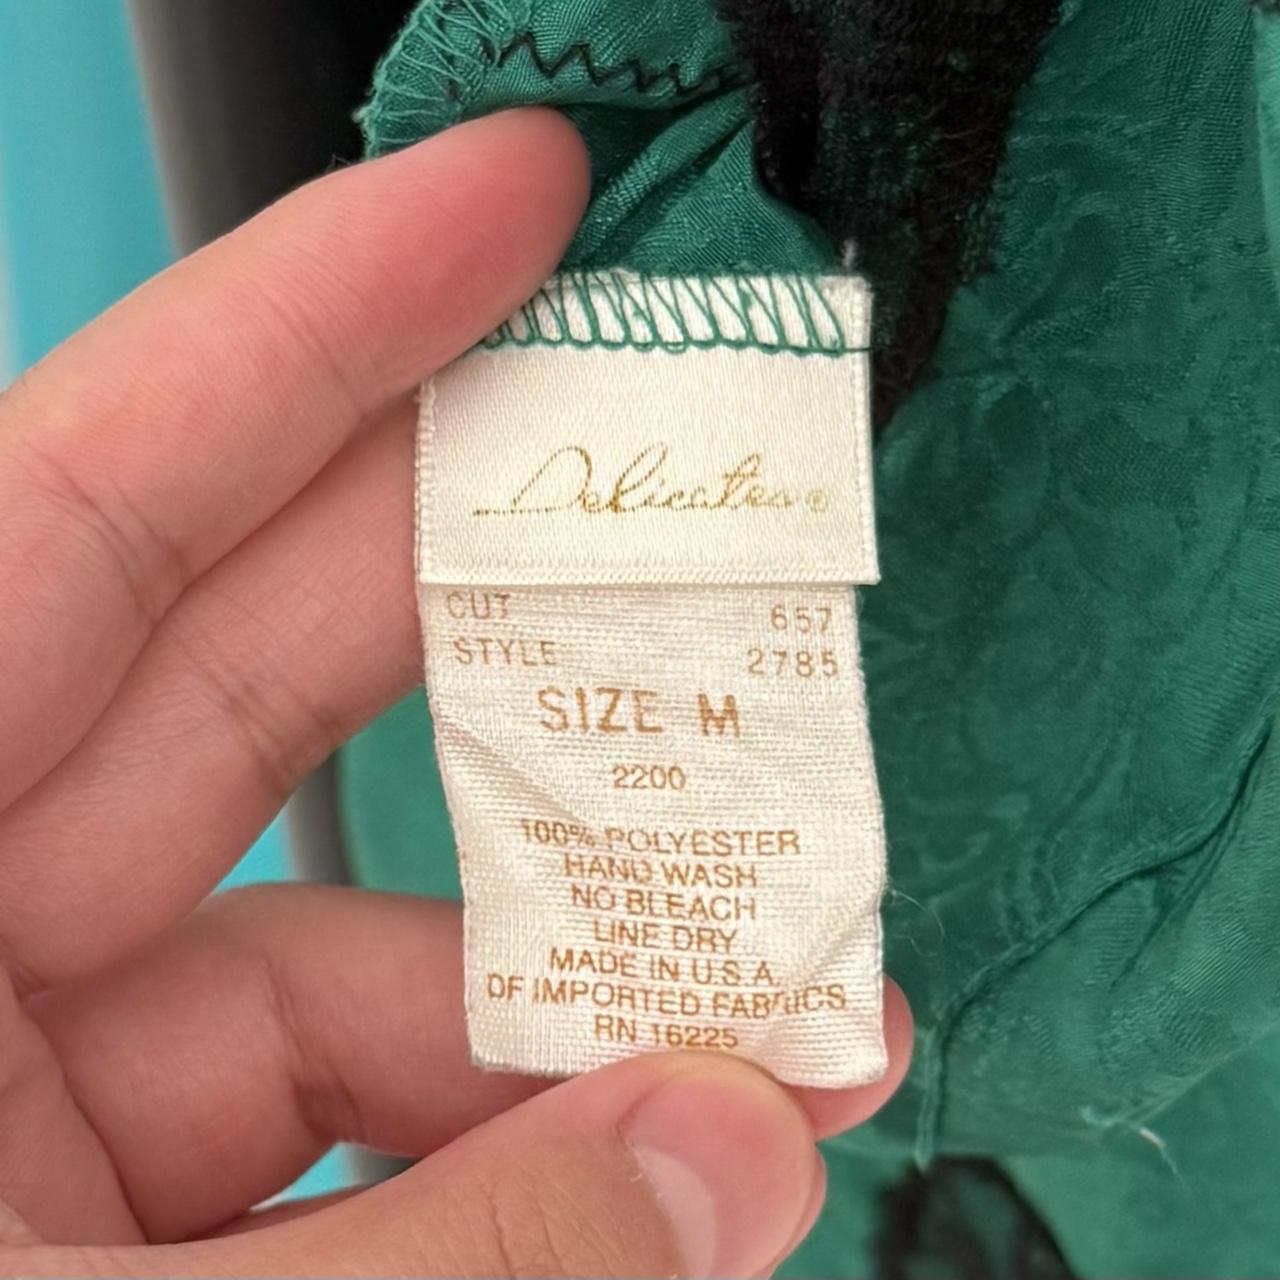 Delicates®
CUT 657
STYLE 2785
SIZE M
2200
100% POLYESTER
HAND WASH
NO BLEACH
LINE DRY
MADE IN U.S.A.
OF IMPORTED FABRICS
RN 16225